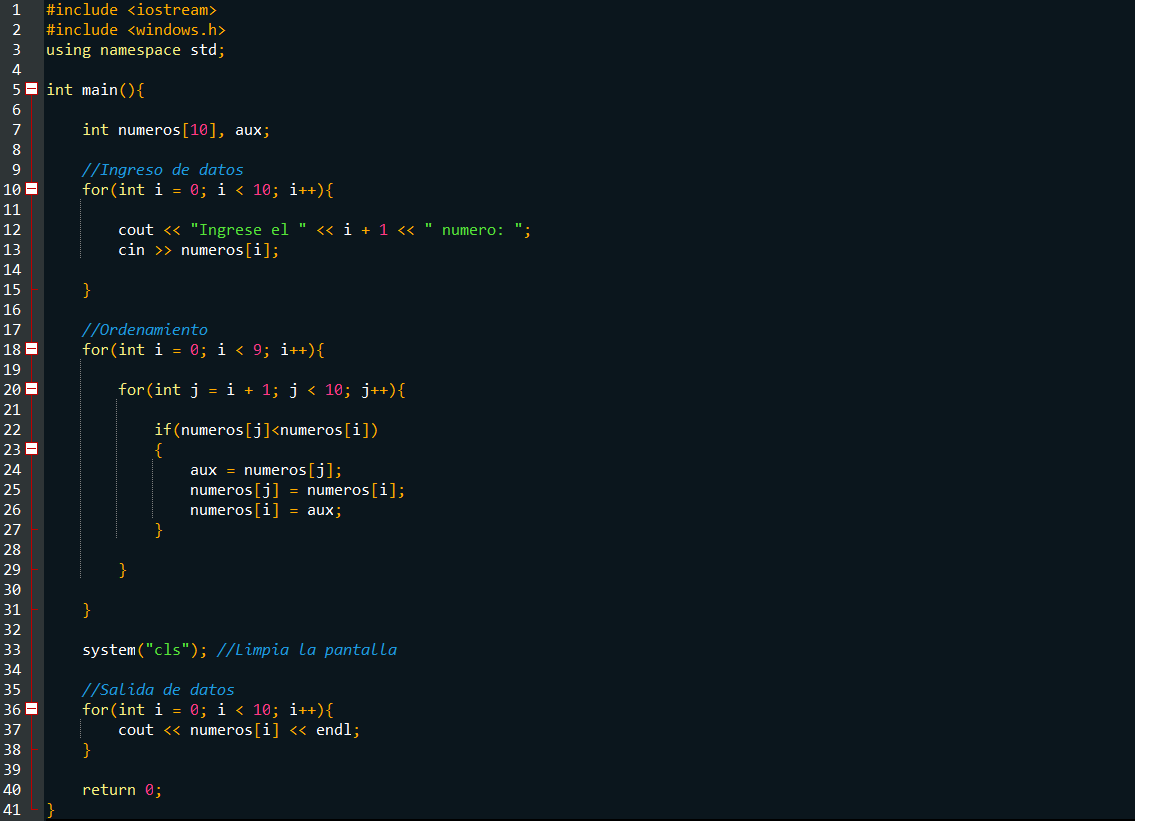 1 #include <iostream>
2 #include <windows.h>
3 using namespace std;
4
5 int main(){
6
7 int numeros[10], aux;
8
9 //Ingreso de datos
10 for(int i = 0; i < 10; i++){
11
12 cout << "Ingrese el " << i + 1 << " numero: ";
13 cin >> numeros[i];
14
15 }
16
17 //Ordenamiento
18 for(int i = 0; i < 9; i++){
19
20 for(int j = i + 1; j < 10; j++){
21
22 if(numeros[j]<numeros[i])
23 {
24 aux = numeros[j];
25 numeros[j] = numeros[i];
26 numeros[i] = aux;
27 }
28
29 }
30
31 }
32
33 system("cls"); //Limpia la pantalla
34
35 //Salida de datos
36 for(int i = 0; i < 10; i++){
37 cout << numeros[i] << endl;
38 }
39
40 return 0;
41 }